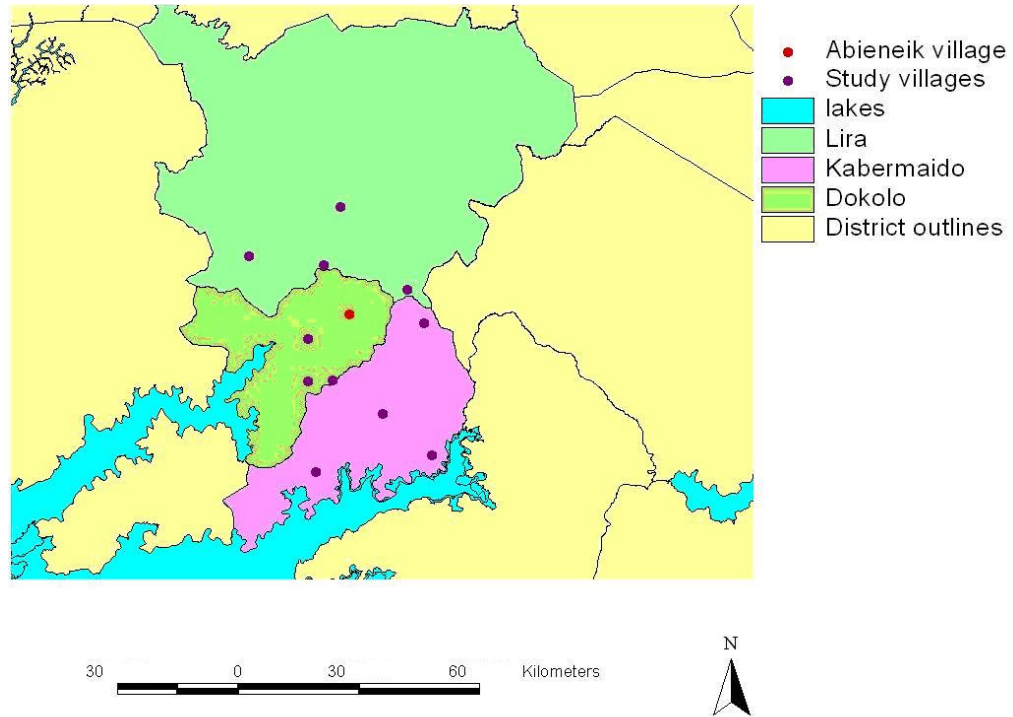 Abieneik village
Study villages
lakes
Lira
Kabermaido
Dokolo
District outlines
30 0 30 60 Kilometers
N